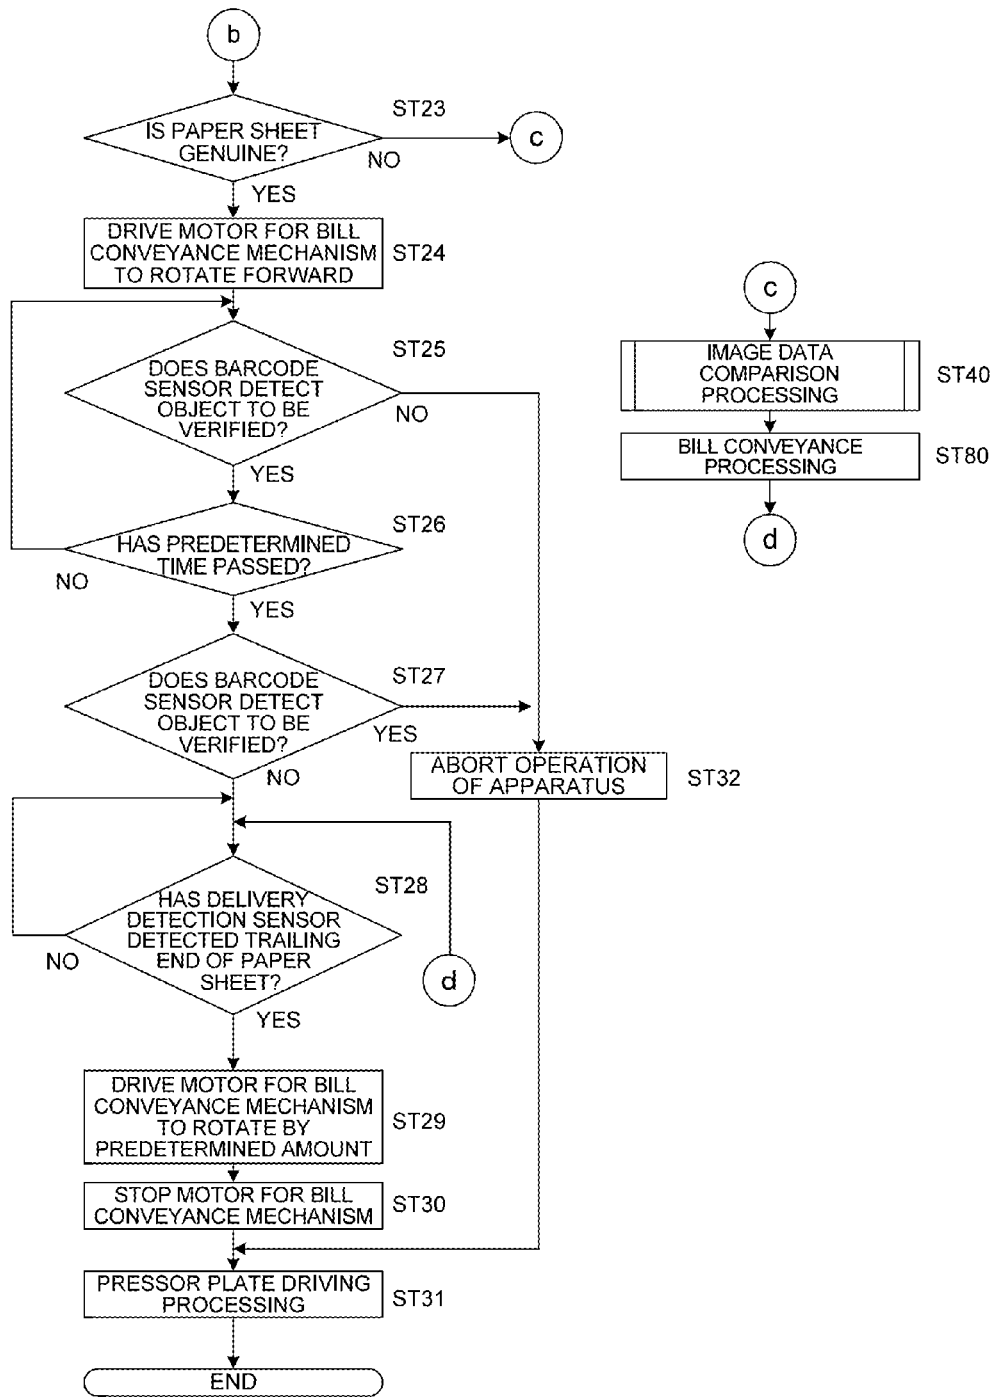 b
ST23
IS PAPER SHEET
GENUINE?
NO
c
YES
DRIVE MOTOR FOR BILL
CONVEYANCE MECHANISM
TO ROTATE FORWARD
ST24
ST25
DOES BARCODE
SENSOR DETECT
OBJECT TO BE
VERIFIED?
NO
YES
ST26
HAS PREDETERMINED
TIME PASSED?
NO
YES
ST27
DOES BARCODE
SENSOR DETECT
OBJECT TO BE
VERIFIED?
YES
NO
ABORT OPERATION
OF APPARATUS
ST32
ST28
HAS DELIVERY
DETECTION SENSOR
DETECTED TRAILING
END OF PAPER
SHEET?
NO
d
YES
DRIVE MOTOR FOR BILL
CONVEYANCE MECHANISM
TO ROTATE BY
PREDETERMINED AMOUNT
ST29
STOP MOTOR FOR BILL
CONVEYANCE MECHANISM
ST30
PRESSOR PLATE DRIVING
PROCESSING
ST31
END
c
IMAGE DATA
COMPARISON
PROCESSING
ST40
BILL CONVEYANCE
PROCESSING
ST80
d